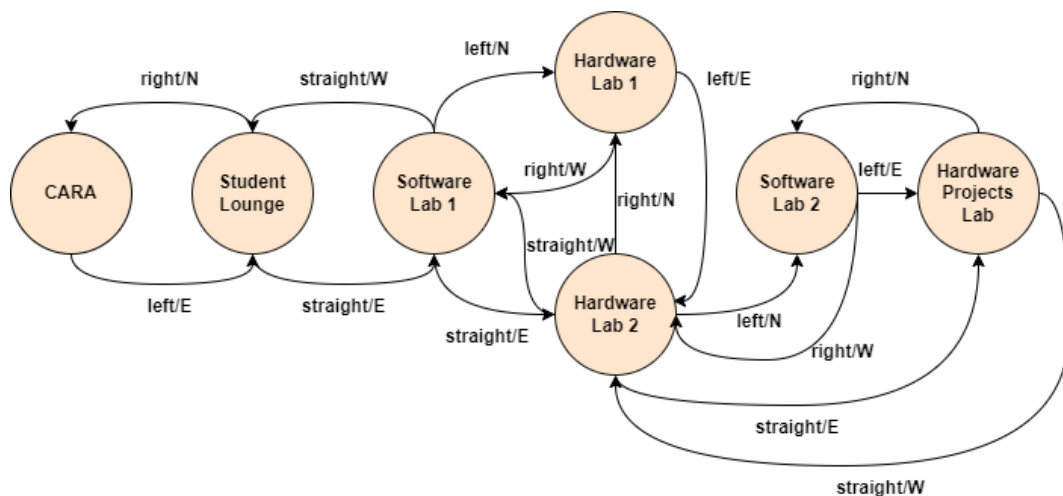 left/N
Hardware
Lab 1
left/E
right/N
straight/W
right/N
CARA
Student
Lounge
Software
Lab 1
right/W
right/N
Software
Lab 2
left/E
Hardware
Projects
Lab
straight/W
left/E
straight/E
straight/E
Hardware
Lab 2
left/N
right/W
straight/E
straight/W